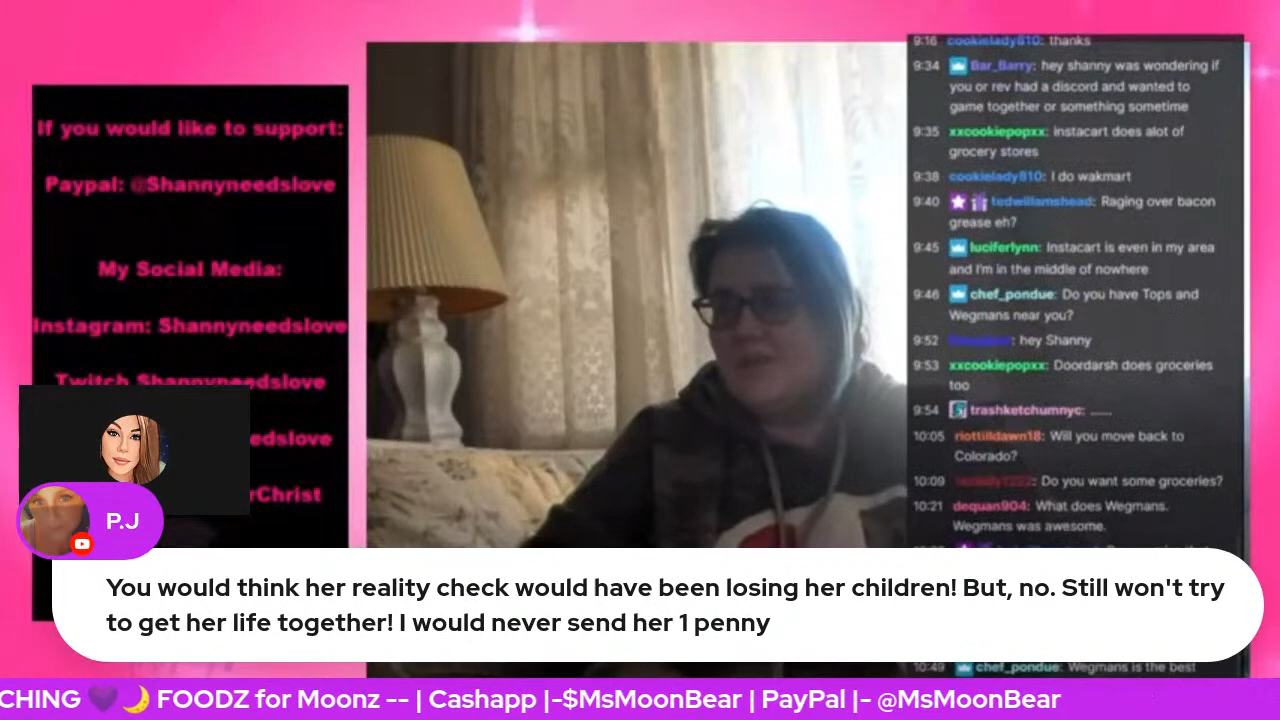 If you would like to support:
Paypal: @Shannyneedslove
My Social Media:
Instagram: Shannyneedslove
Twitch Shannyneedslove
edslove
rChrist
9:16 cookielady810: thanks
9:34 Bar_Barry: hey shanny was wondering if
you or rev had a discord and wanted to
game together or something sometime
9:35 xxcookiepopxx: Instacart does alot of
grocery stores
9:38 cookielady810: I do wakmart
9:40 tedwillamshead: Raging over bacon
grease eh?
9:45 luciferlynn: Instacart is even in my area
and I'm in the middle of nowhere
9:46 chef_pondue: Do you have Tops and
Wegmans near you?
9:52 : hey Shanny
9:53 xxcookiepopxx: Doordarsh does groceries
too
9:54 trashketchumnyc: ......
10:05 riottilldawn18: Will you move back to
Colorado?
10:09 : Do you want some groceries?
10:21 dequan904: What does Wegmans.
Wegmans was awesome.
10:49 chef_pondue: Wegmans is the best
P.J
You would think her reality check would have been losing her children! But, no. Still won't try
to get her life together! I would never send her 1 penny
CHING 💜🌙 FOODZ for Moonz -- | Cashapp |-$MsMoonBear | PayPal |- @MsMoonBear